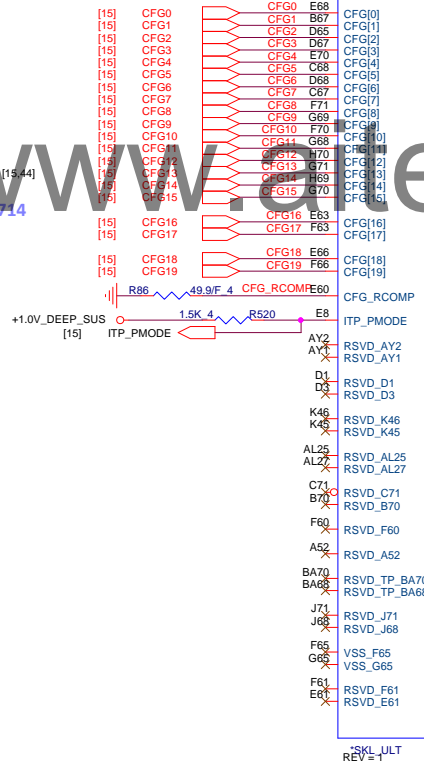 [15] CFG0 CFG0 E68 CFG[0]
[15] CFG1 CFG1 B67 CFG[1]
[15] CFG2 CFG2 D65 CFG[2]
[15] CFG3 CFG3 D67 CFG[3]
[15] CFG4 CFG4 E70 CFG[4]
[15] CFG5 CFG5 C68 CFG[5]
[15] CFG6 CFG6 D68 CFG[6]
[15] CFG7 CFG7 C67 CFG[7]
[15] CFG8 CFG8 F71 CFG[8]
[15] CFG9 CFG9 G69 CFG[9]
[15] CFG10 CFG10 F70 CFG[10]
[15] CFG11 CFG11 G68 CFG[11]
[15] CFG12 CFG12 H70 CFG[12]
[15] CFG13 CFG13 G71 CFG[13]
[15] CFG14 CFG14 H69 CFG[14]
[15] CFG15 CFG15 G70 CFG[15]
www.aite
[15,44]
714
[15] CFG16 CFG16 E63 CFG[16]
[15] CFG17 CFG17 F63 CFG[17]
[15] CFG18 CFG18 E66 CFG[18]
[15] CFG19 CFG19 F66 CFG[19]
R86 49.9/F_4 CFG_RCOMP E60 CFG_RCOMP
+1.0V_DEEP_SUS 1.5K_4 R520 E8 ITP_PMODE
[15] ITP_PMODE
AY2 RSVD_AY2
AY1 RSVD_AY1
D1 RSVD_D1
D3 RSVD_D3
K46 RSVD_K46
K45 RSVD_K45
AL25 RSVD_AL25
AL27 RSVD_AL27
C71 RSVD_C71
B70 RSVD_B70
F60 RSVD_F60
A52 RSVD_A52
BA70 RSVD_TP_BA70
BA68 RSVD_TP_BA68
J71 RSVD_J71
J68 RSVD_J68
F65 VSS_F65
G65 VSS_G65
F61 RSVD_F61
E61 RSVD_E61
*SKL_ULT
REV = 1